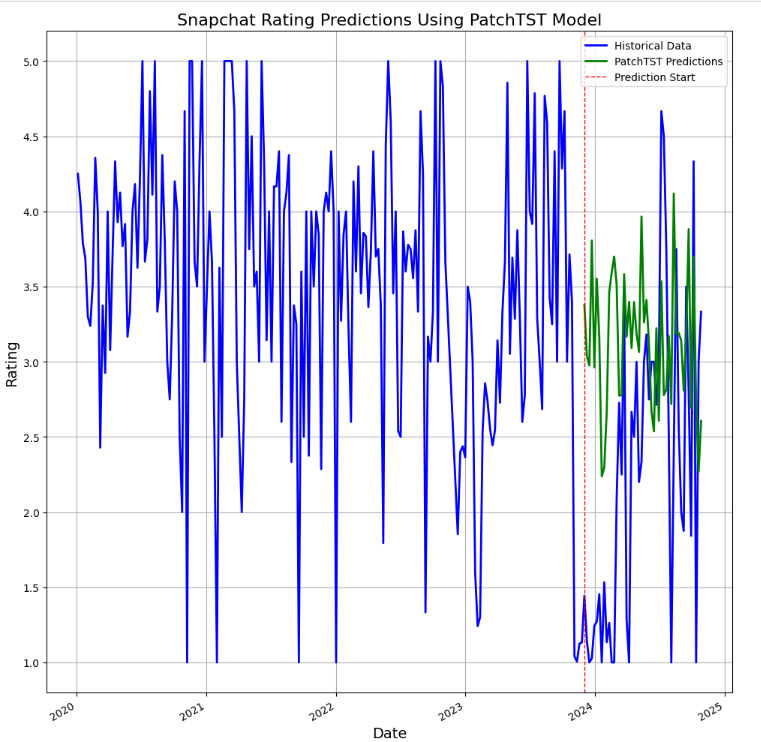 Snapchat Rating Predictions Using PatchTST Model
Historical Data
PatchTST Predictions
Prediction Start
5.0
4.5
4.0
3.5
3.0
2.5
2.0
1.5
1.0
Rating
2020
2021
2022
2023
2024
2025
Date